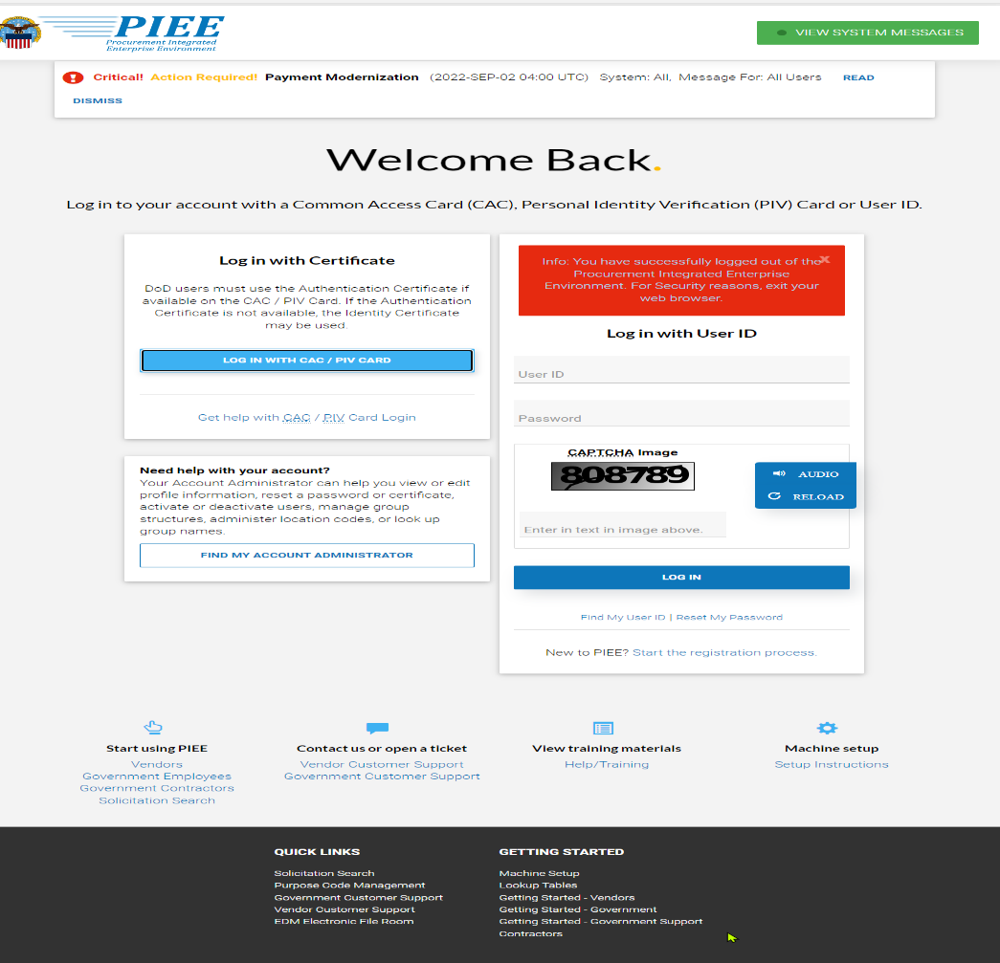 PIEE
Procurement Integrated
Enterprise Environment
VIEW SYSTEM MESSAGES
Critical! Action Required! Payment Modernization (2022-SEP-02 04:00 UTC) System: All, Message For: All Users READ
DISMISS
Welcome Back.
Log in to your account with a Common Access Card (CAC), Personal Identity Verification (PIV) Card or User ID.
Log in with Certificate
DoD users must use the Authentication Certificate if
available on the CAC / PIV Card. If the Authentication
Certificate is not available, the Identity Certificate
may be used.
LOG IN WITH CAC / PIV CARD
Get help with CAC / PIV Card Login
Need help with your account?
Your Account Administrator can help you view or edit
profile information, reset a password or certificate,
activate or deactivate users, manage group
structures, administer location codes, or look up
group names.
FIND MY ACCOUNT ADMINISTRATOR
Info: You have successfully logged out of the
Procurement Integrated Enterprise
Environment. For Security reasons, exit your
web browser.
Log in with User ID
User ID
Password
CAPTCHA Image
808789
AUDIO
RELOAD
Enter in text in image above.
LOG IN
Find My User ID | Reset My Password
New to PIEE? Start the registration process.
Start using PIEE
Vendors
Government Employees
Government Contractors
Solicitation Search
Contact us or open a ticket
Vendor Customer Support
Government Customer Support
View training materials
Help/Training
Machine setup
Setup Instructions
QUICK LINKS
Solicitation Search
Purpose Code Management
Government Customer Support
Vendor Customer Support
EDM Electronic File Room
GETTING STARTED
Machine Setup
Lookup Tables
Getting Started - Vendors
Getting Started - Government
Getting Started - Government Support
Contractors